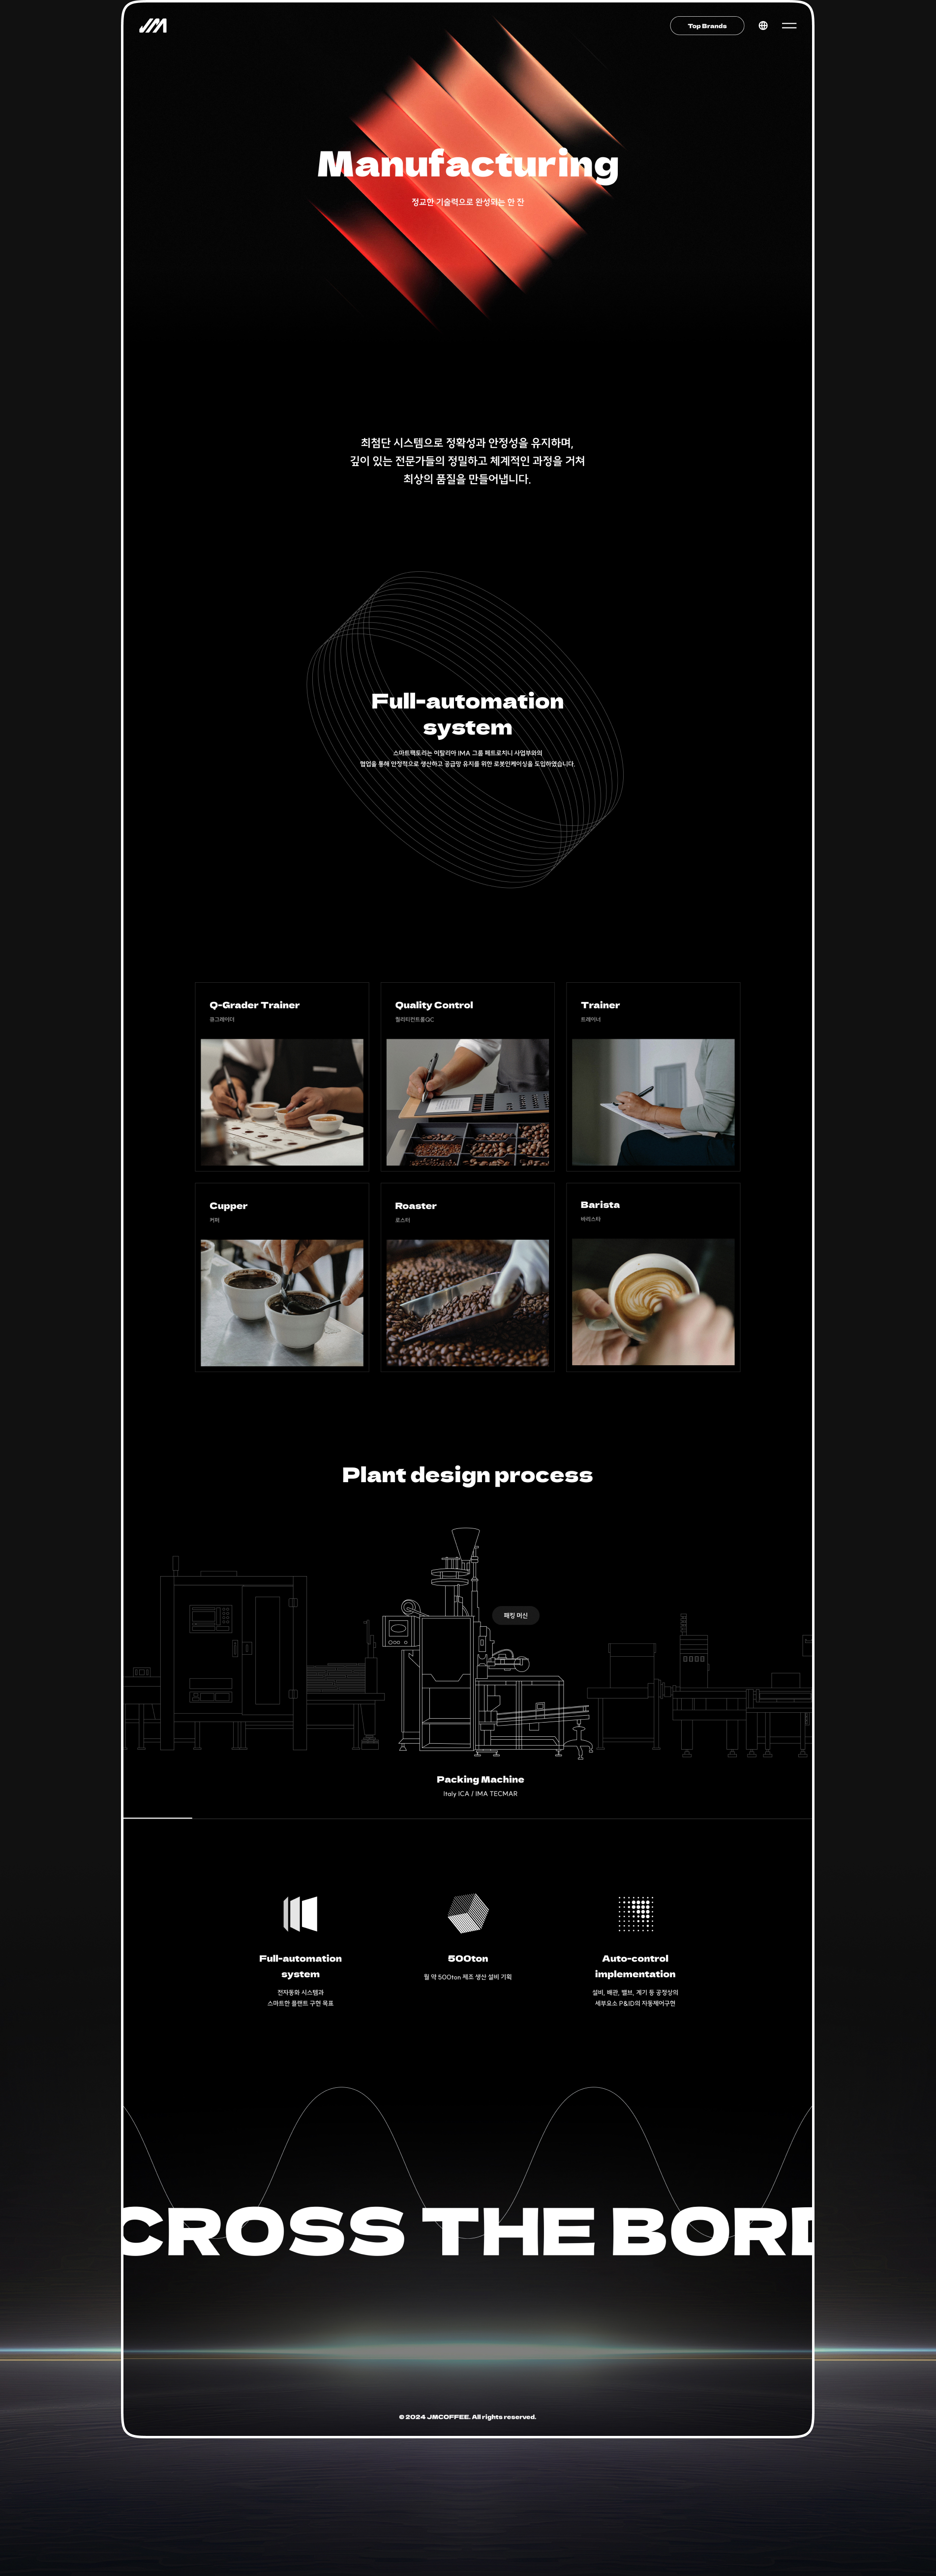 JM
Top Brands
Manufacturing
정교한 기술력으로 완성되는 한 잔
최첨단 시스템으로 정확성과 안정성을 유지하며,
깊이 있는 전문가들의 정밀하고 체계적인 과정을 거쳐
최상의 품질을 만들어냅니다.
Full-automation
system
스마트팩토리는 이탈리아 IMA 그룹 페트로치니 사업부와의
협업을 통해 안정적으로 생산하고 공급망 유지를 위한 로봇인케이싱을 도입하였습니다.
Q-Grader Trainer
큐그레이더
Quality Control
퀄리티컨트롤QC
Trainer
트레이너
Cupper
커퍼
Roaster
로스터
Barista
바리스타
Plant design process
패킹 머신
Packing Machine
Italy ICA / IMA TECMAR
Full-automation
system
전자동화 시스템과
스마트한 플랜트 구현 목표
500ton
월 약 500ton 제조 생산 설비 기획
Auto-control
implementation
설비, 배관, 밸브, 계기 등 공정상의
세부요소 P&ID의 자동제어구현
CROSS THE BORD
© 2024 JMCOFFEE. All rights reserved.